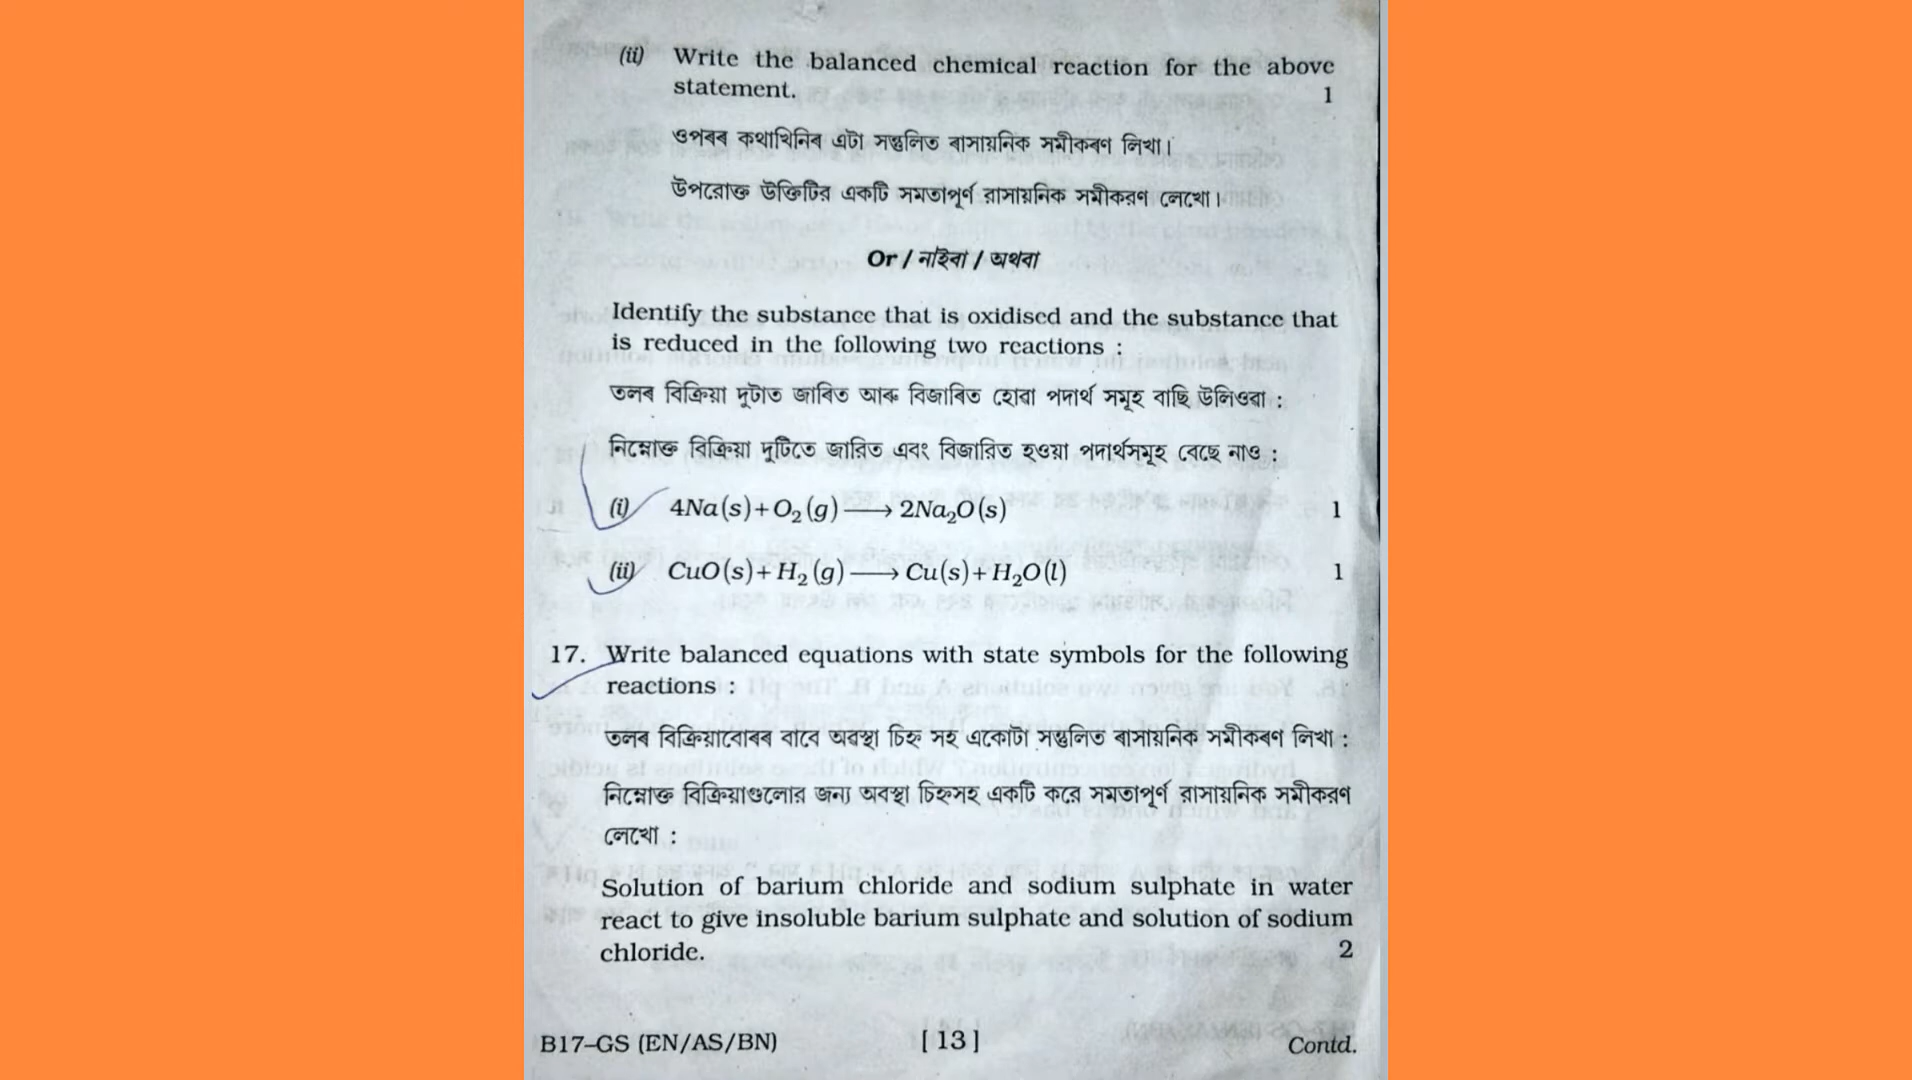 (ii) Write the balanced chemical reaction for the above
statement. 1
ওপৰৰ কথাখিনিৰ এটা সন্তুলিত ৰাসায়নিক সমীকৰণ লিখা।
উপরোক্ত উক্তিটির একটি সমতাপূর্ণ রাসায়নিক সমীকরণ লেখো।
Or / নাইবা / অথবা
Identify the substance that is oxidised and the substance that
is reduced in the following two reactions :
তলৰ বিক্ৰিয়া দুটাত জাৰিত আৰু বিজাৰিত হোৱা পদাৰ্থ সমূহ বাছি উলিওৱা :
নিম্নোক্ত বিক্রিয়া দুটিতে জারিত এবং বিজারিত হওয়া পদার্থসমূহ বেছে নাও :
(i) 4Na(s)+O₂(g)⟶2Na₂O(s) 1
(ii) CuO(s)+H₂(g)⟶Cu(s)+H₂O(l) 1
17. Write balanced equations with state symbols for the following
reactions :
তলৰ বিক্ৰিয়াবোৰৰ বাবে অৱস্থা চিহ্ন সহ একোটা সন্তুলিত ৰাসায়নিক সমীকৰণ লিখা :
নিম্নোক্ত বিক্রিয়াগুলোর জন্য অবস্থা চিহ্নসহ একটি করে সমতাপূর্ণ রাসায়নিক সমীকরণ
লেখো :
Solution of barium chloride and sodium sulphate in water
react to give insoluble barium sulphate and solution of sodium
chloride. 2
B17–GS (EN/AS/BN) [ 13 ] Contd.